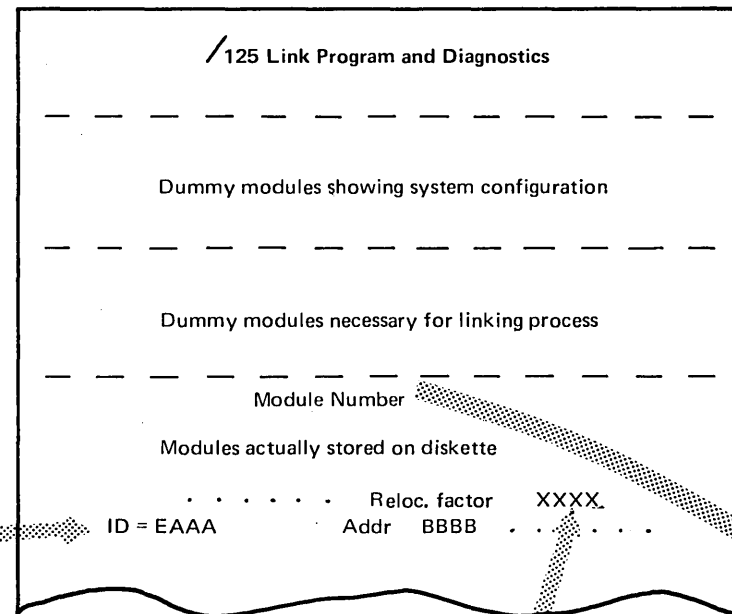 /125 Link Program and Diagnostics
Dummy modules showing system configuration
Dummy modules necessary for linking process
Module Number
Modules actually stored on diskette
. . . . . . Reloc. factor XXXX
ID = EAAA Addr BBBB . . . . . .